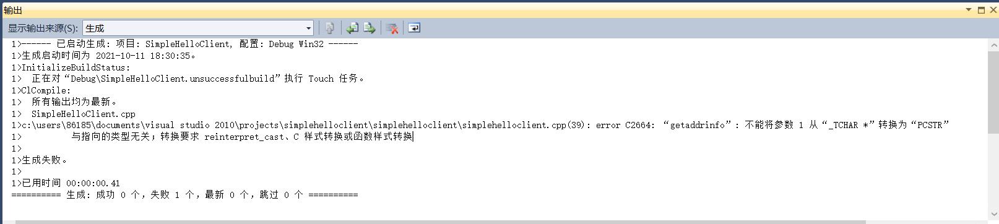 输出
显示输出来源(S): 生成
1>------ 已启动生成: 项目: SimpleHelloClient, 配置: Debug Win32 ------
1>生成启动时间为 2021-10-11 18:30:35。
1>InitializeBuildStatus:
1>  正在对“Debug\SimpleHelloClient.unsuccessfulbuild”执行 Touch 任务。
1>ClCompile:
1>  所有输出均为最新。
1>  SimpleHelloClient.cpp
1>c:\users\86185\documents\visual studio 2010\projects\simplehelloclient\simplehelloclient\simplehelloclient.cpp(39): error C2664: “getaddrinfo”: 不能将参数 1 从“_TCHAR *”转换为“PCSTR”
1>          与指向的类型无关；转换要求 reinterpret_cast、C 样式转换或函数样式转换
1>
1>生成失败。
1>
1>已用时间 00:00:00.41
========== 生成: 成功 0 个，失败 1 个，最新 0 个，跳过 0 个 ==========